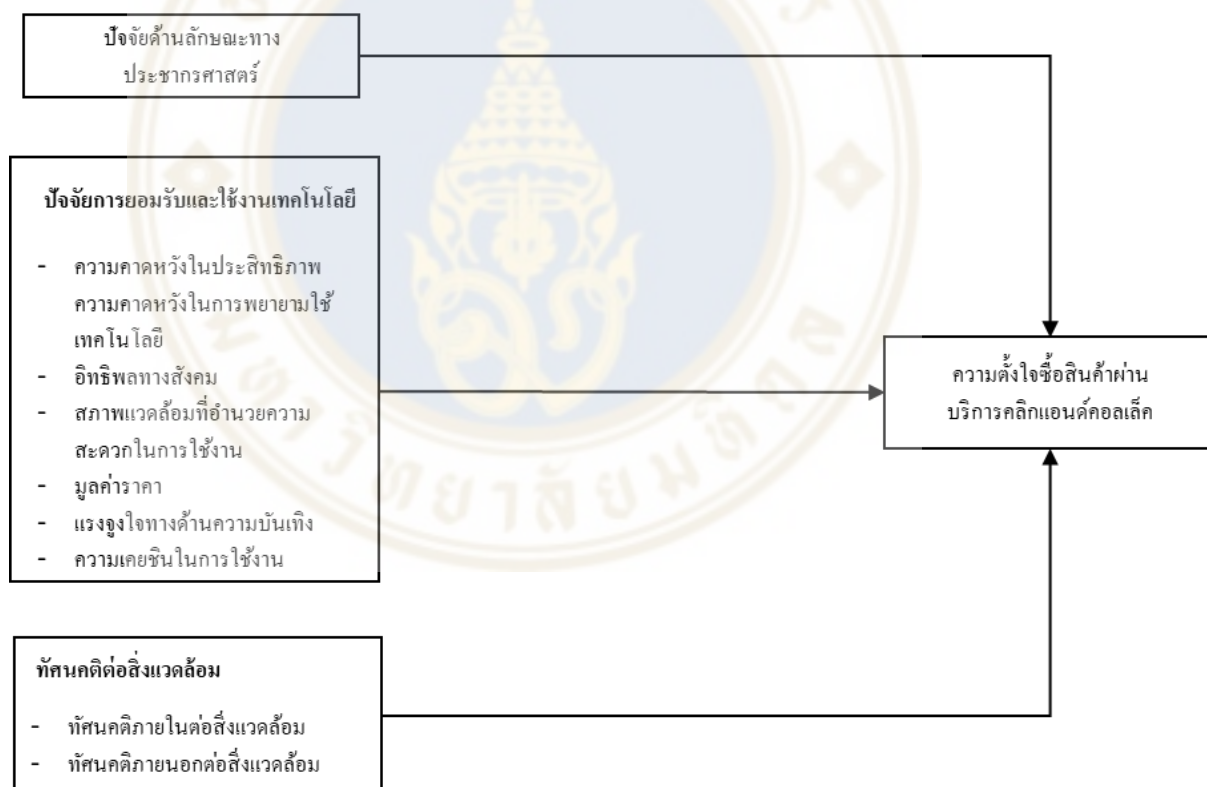 ปัจจัยด้านลักษณะทาง
ประชากรศาสตร์
ปัจจัยการยอมรับและใช้งานเทคโนโลยี
- ความคาดหวังในประสิทธิภาพ
ความคาดหวังในการพยายามใช้
เทคโนโลยี
- อิทธิพลทางสังคม
- สภาพแวดล้อมที่อำนวยความ
สะดวกในการใช้งาน
- มูลค่าราคา
- แรงจูงใจทางด้านความบันเทิง
- ความเคยชินในการใช้งาน
ความตั้งใจซื้อสินค้าผ่าน
บริการคลิกแอนด์คอลเล็ค
ทัศนคติต่อสิ่งแวดล้อม
- ทัศนคติภายในต่อสิ่งแวดล้อม
- ทัศนคติภายนอกต่อสิ่งแวดล้อม
มหาวิทยาลัยมหิดล